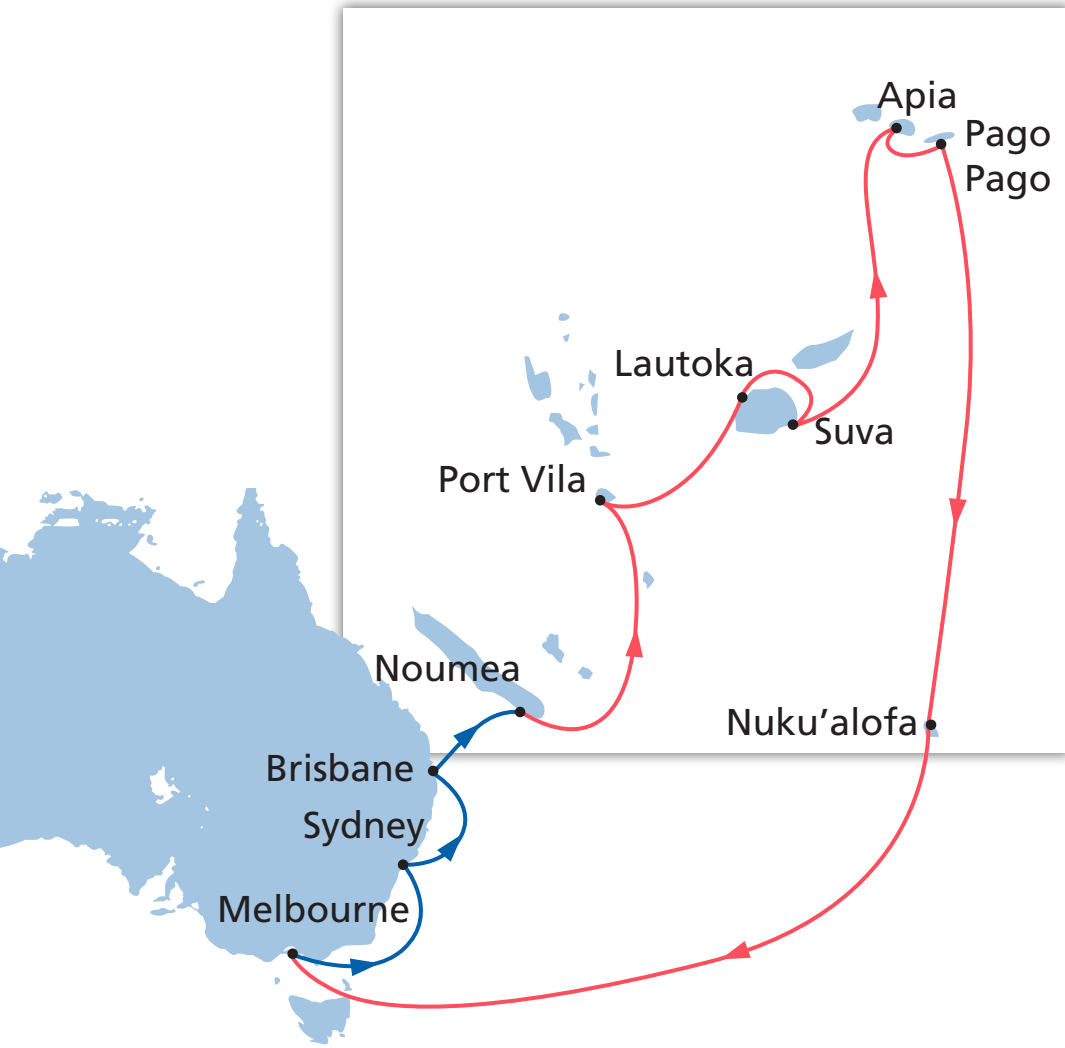 Apia
Pago
Pago
Lautoka
Suva
Port Vila
Noumea
Nuku’alofa
Brisbane
Sydney
Melbourne